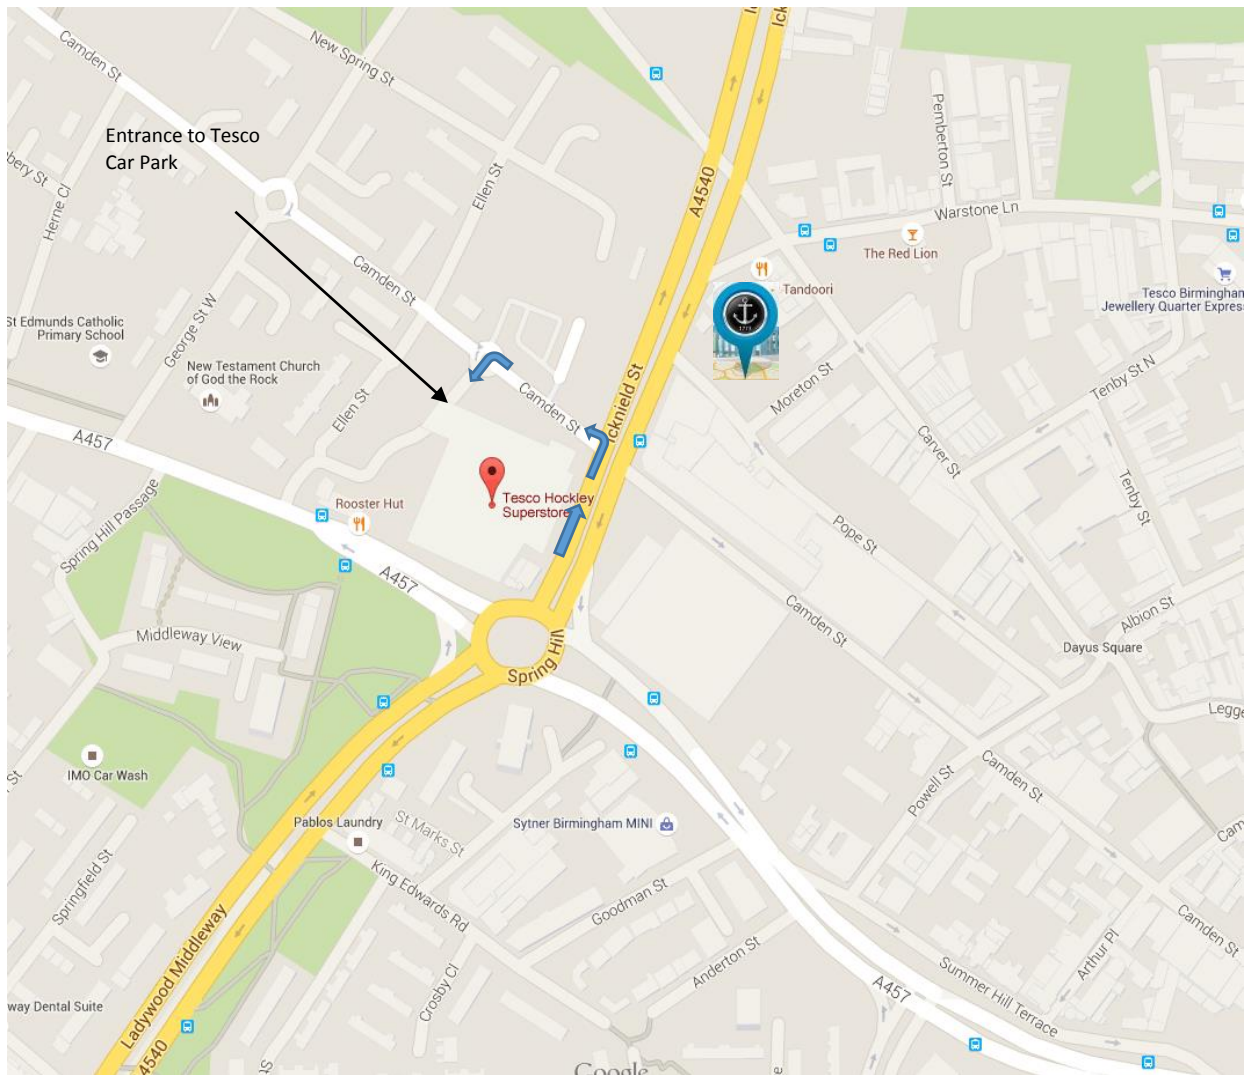 Camden St
New Spring St
Entrance to Tesco
Car Park
Herne Cl
Ellen St
A4540
Pemberton St
Warstone Ln
The Red Lion
Tandoori
Tesco Birmingham
Jewellery Quarter Express
Camden St
St Edmunds Catholic
Primary School
George St W
New Testament Church
of God the Rock
1773
Icknield St
Moreton St
Tenby St N
Ellen St
Camden St
A457
Carver St
Tenby St
Rooster Hut
Tesco Hockley
Superstore
Spring Hill Passage
Pope St
A457
Camden St
Albion St
Middleway View
Spring Hill
Dayus Square
Legge
IMO Car Wash
Camden St
Powell St
Pablos Laundry
St Marks St
Sytner Birmingham MINI
King Edwards Rd
Springfield St
Goodman St
Ladywood Middleway
Anderton St
Camden St
Arthur Pl
Crosby Cl
A457
Summer Hill Terrace
way Dental Suite
4540
Google